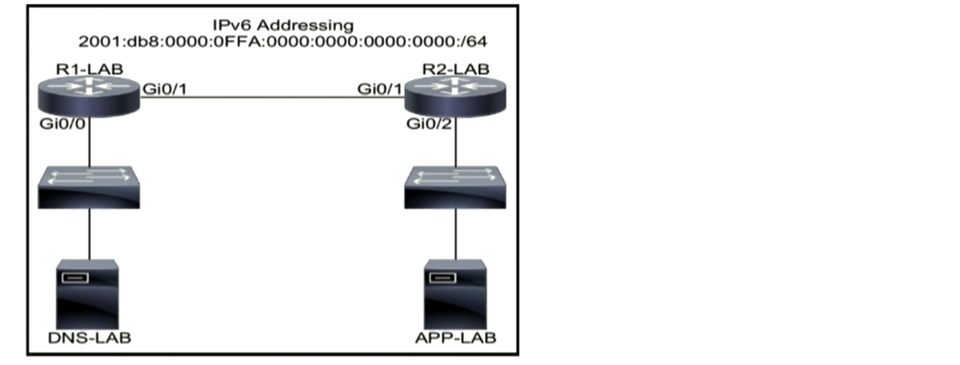 IPv6 Addressing
2001:db8:0000:0FFA:0000:0000:0000:0000:/64
R1-LAB
R2-LAB
Gi0/1
Gi0/1
Gi0/0
Gi0/2
DNS-LAB
APP-LAB